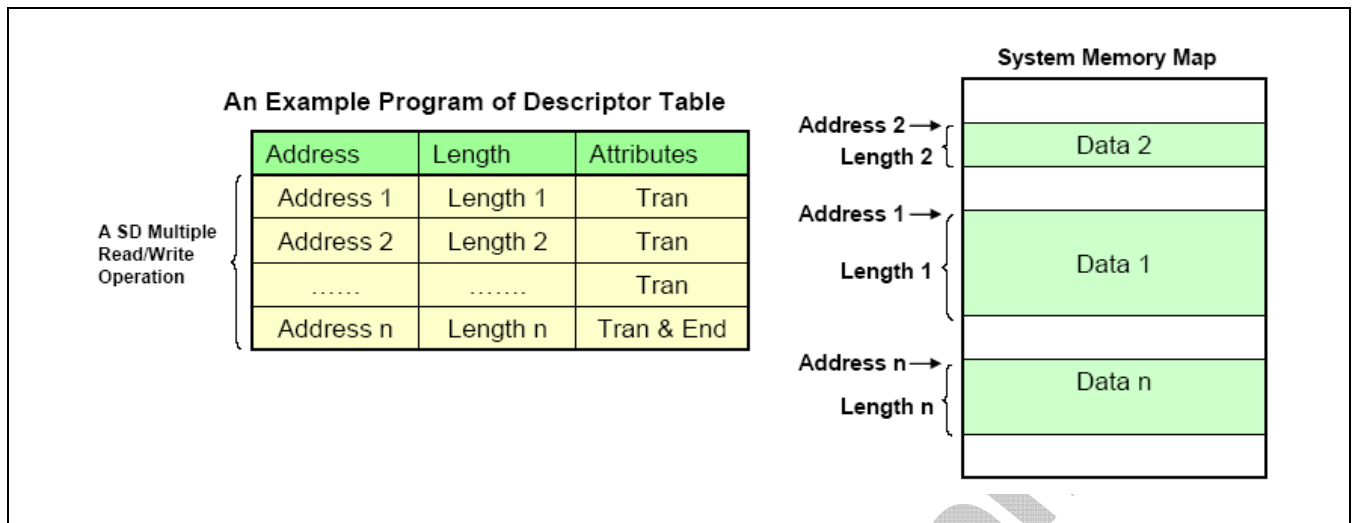 An Example Program of Descriptor Table
Address Length Attributes
Address 1 Length 1 Tran
Address 2 Length 2 Tran
...... ....... Tran
Address n Length n Tran & End
A SD Multiple
Read/Write
Operation
System Memory Map
Address 2
Length 2
Data 2
Address 1
Length 1
Data 1
Address n
Length n
Data n